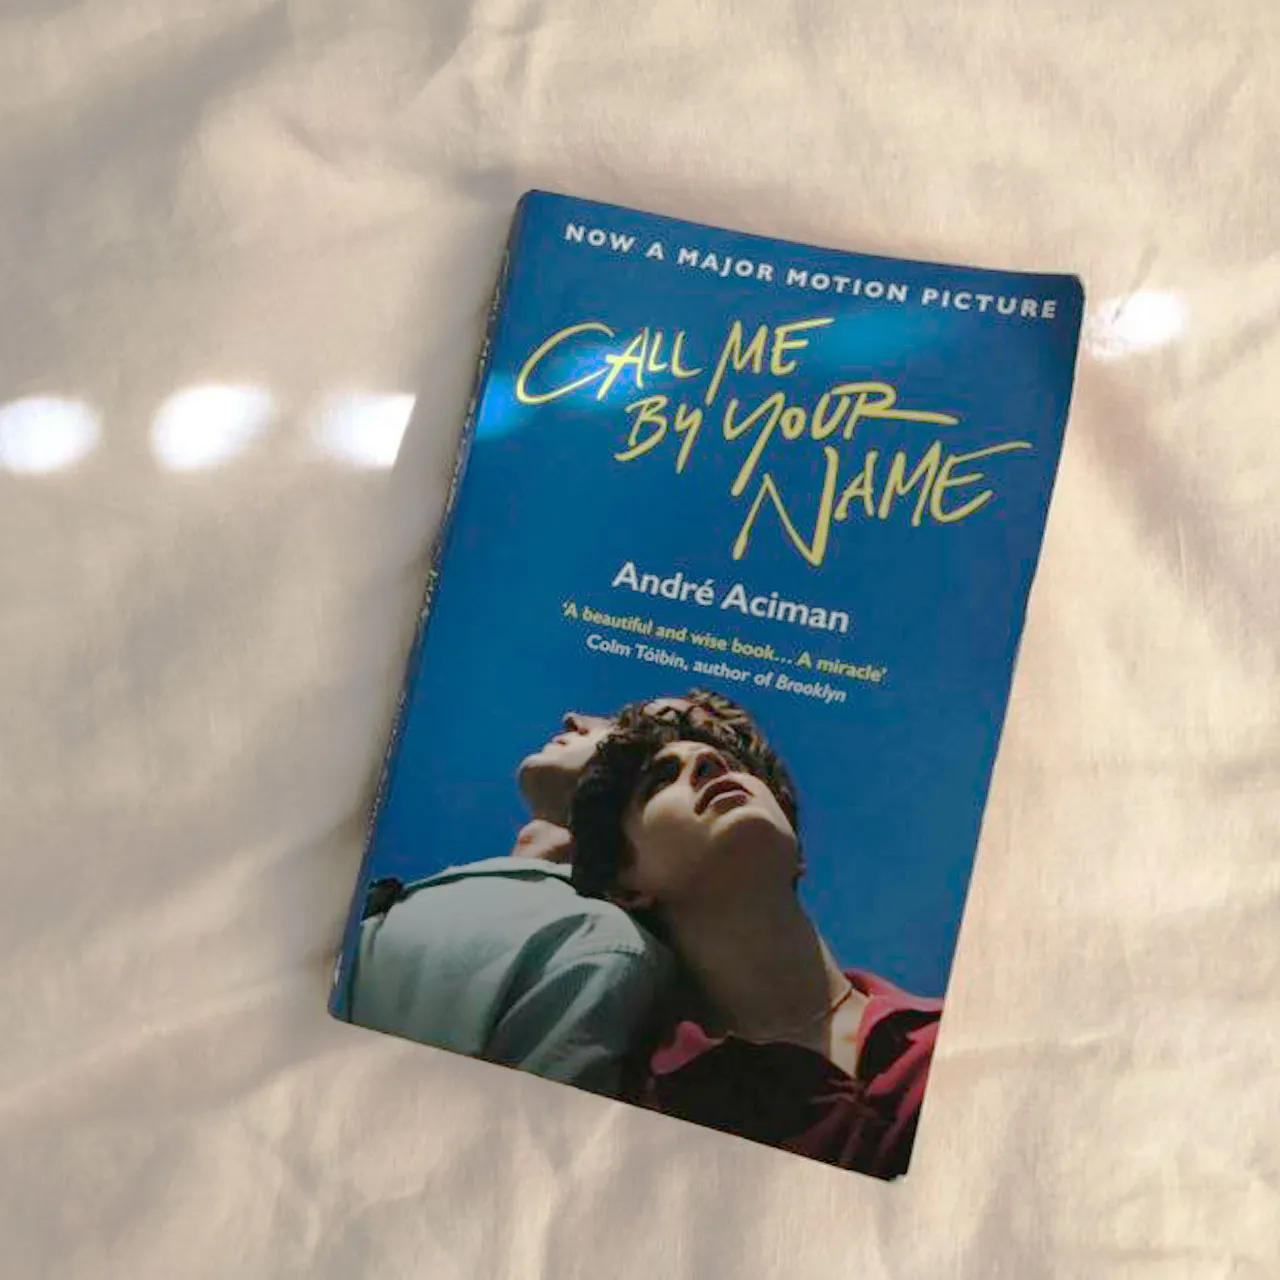 NOW A MAJOR MOTION PICTURE
CALL ME
BY YOUR
NAME
André Aciman
‘A beautiful and wise book... A miracle’
Colm Tóibín, author of Brooklyn